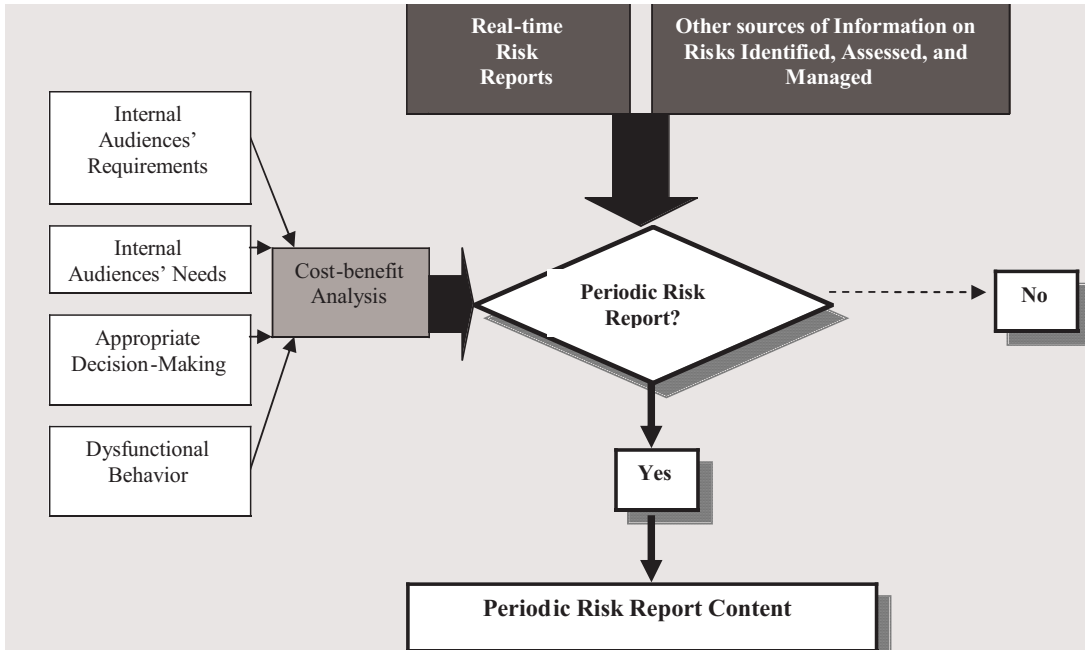 Real-time
Risk
Reports
Other sources of Information on
Risks Identified, Assessed, and
Managed
Internal
Audiences’
Requirements
Internal
Audiences’ Needs
Appropriate
Decision-Making
Dysfunctional
Behavior
Cost-benefit
Analysis
Periodic Risk
Report?
No
Yes
Periodic Risk Report Content